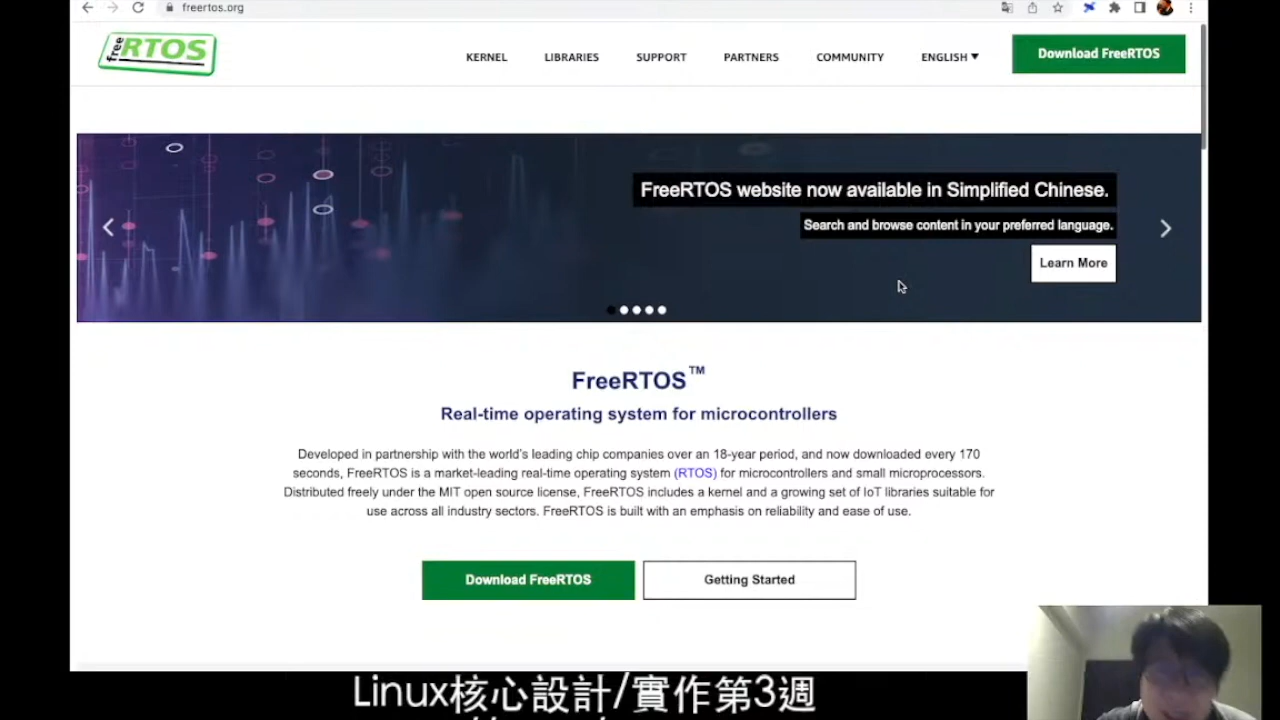 freertos.org
free RTOS
KERNEL LIBRARIES SUPPORT PARTNERS COMMUNITY ENGLISH ▼ Download FreeRTOS
FreeRTOS website now available in Simplified Chinese.
Search and browse content in your preferred language.
Learn More
FreeRTOS™
Real-time operating system for microcontrollers
Developed in partnership with the world's leading chip companies over an 18-year period, and now downloaded every 170
seconds, FreeRTOS is a market-leading real-time operating system (RTOS) for microcontrollers and small microprocessors.
Distributed freely under the MIT open source license, FreeRTOS includes a kernel and a growing set of IoT libraries suitable for
use across all industry sectors. FreeRTOS is built with an emphasis on reliability and ease of use.
Download FreeRTOS Getting Started
Linux核心設計/實作第3週